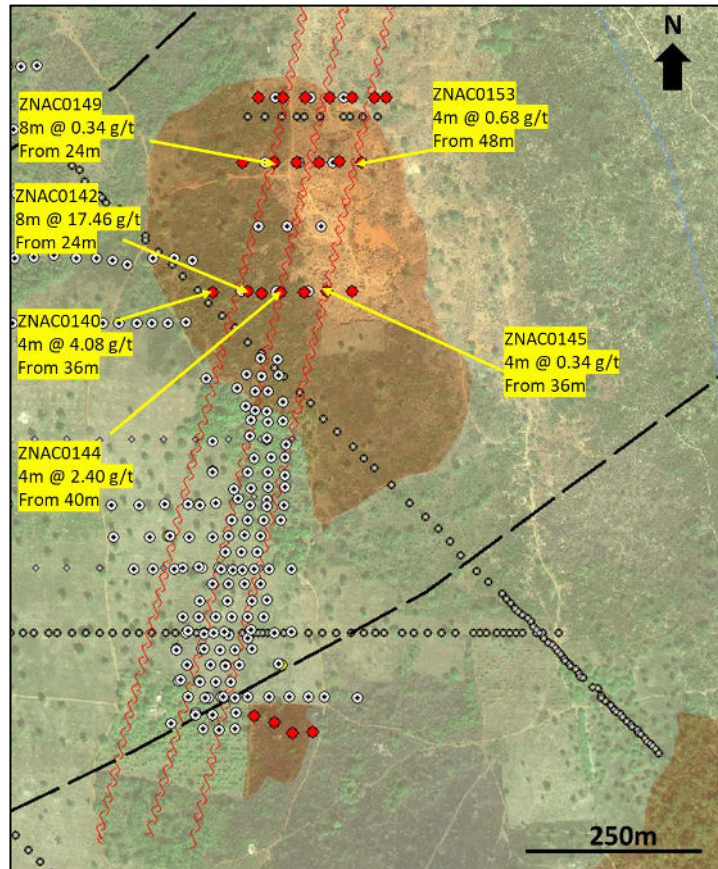 N
ZNAC0149
8m @ 0.34 g/t
From 24m
ZNAC0153
4m @ 0.68 g/t
From 48m
ZNAC0142
8m @ 17.46 g/t
From 24m
ZNAC0140
4m @ 4.08 g/t
From 36m
ZNAC0145
4m @ 0.34 g/t
From 36m
ZNAC0144
4m @ 2.40 g/t
From 40m
250m